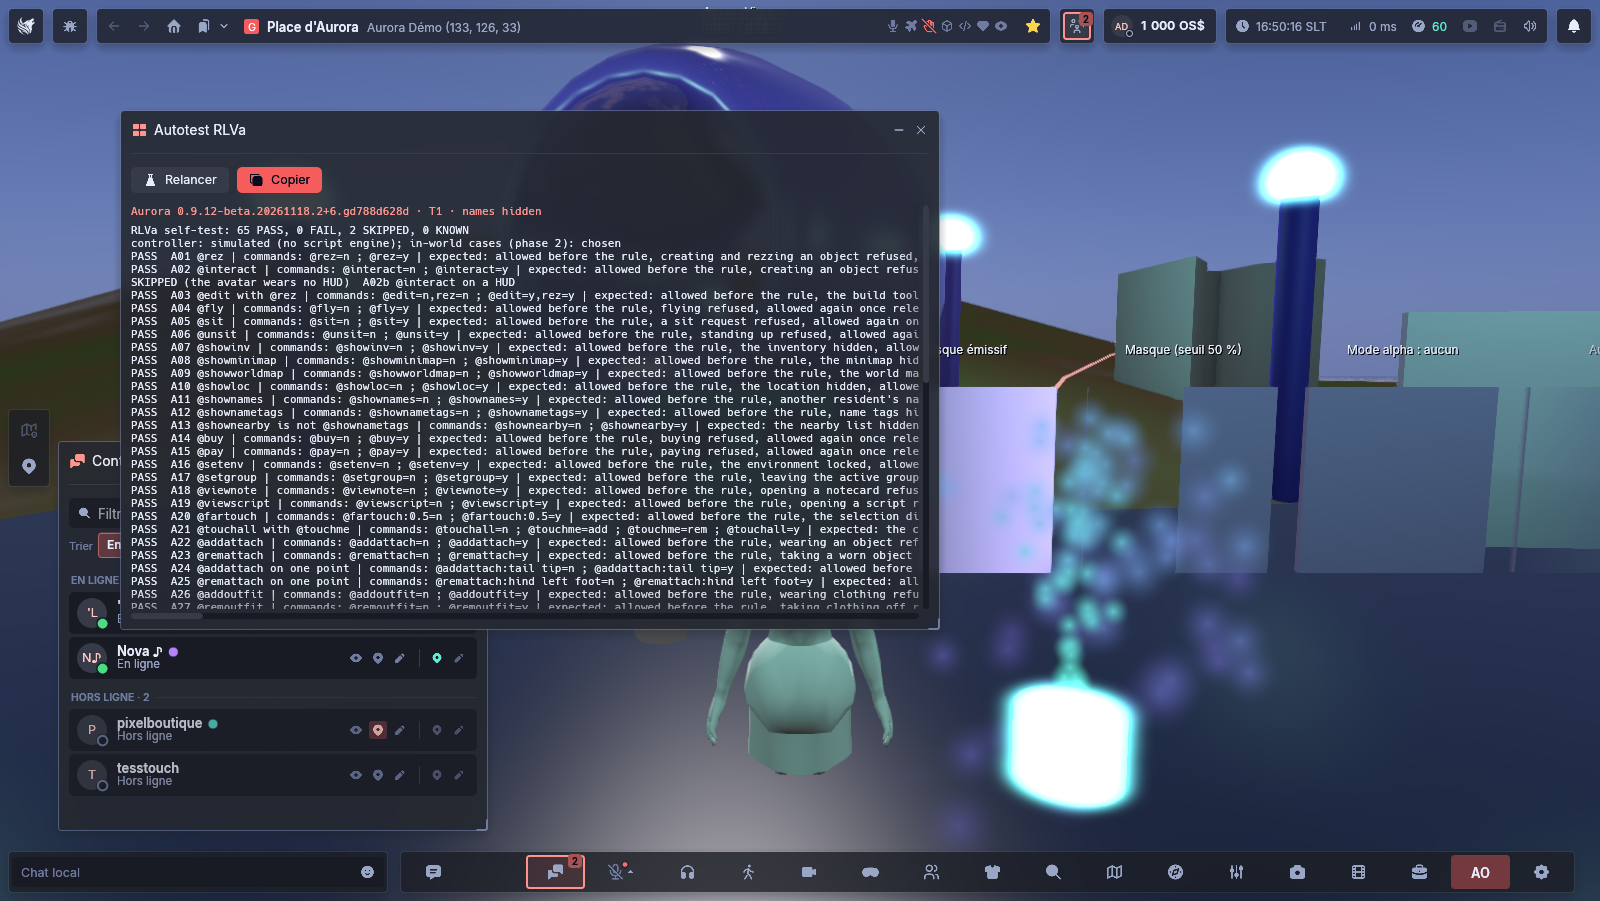 Place d'Aurora Aurora Démo (133, 126, 33)
2
AD 1 000 OS$
16:50:16 SLT 0 ms 60
Autotest RLVa
Relancer Copier
Aurora 0.9.12-beta.20261118.2+6.gd788d628d · T1 · names hidden
RLVa self-test: 65 PASS, 0 FAIL, 2 SKIPPED, 0 KNOWN
controller: simulated (no script engine); in-world cases (phase 2): chosen
PASS A01 @rez | commands: @rez=n ; @rez=y | expected: allowed before the rule, creating and rezzing an object refused,
PASS A02 @interact | commands: @interact=n ; @interact=y | expected: allowed before the rule, creating an object refus
SKIPPED (the avatar wears no HUD) A02b @interact on a HUD
PASS A03 @edit with @rez | commands: @edit=n,rez=n ; @edit=y,rez=y | expected: allowed before the rule, the build tool
PASS A04 @fly | commands: @fly=n ; @fly=y | expected: allowed before the rule, flying refused, allowed again once rele
PASS A05 @sit | commands: @sit=n ; @sit=y | expected: allowed before the rule, a sit request refused, allowed again on
PASS A06 @unsit | commands: @unsit=n ; @unsit=y | expected: allowed before the rule, standing up refused, allowed agai
PASS A07 @showinv | commands: @showinv=n ; @showinv=y | expected: allowed before the rule, the inventory hidden, allow
PASS A08 @showminimap | commands: @showminimap=n ; @showminimap=y | expected: allowed before the rule, the minimap hid
PASS A09 @showworldmap | commands: @showworldmap=n ; @showworldmap=y | expected: allowed before the rule, the world ma
PASS A10 @showloc | commands: @showloc=n ; @showloc=y | expected: allowed before the rule, the location hidden, allowe
PASS A11 @shownames | commands: @shownames=n ; @shownames=y | expected: allowed before the rule, another resident's na
PASS A12 @shownametags | commands: @shownametags=n ; @shownametags=y | expected: allowed before the rule, name tags hi
PASS A13 @shownearby is not @shownametags | commands: @shownearby=n ; @shownearby=y | expected: the nearby list hidden
PASS A14 @buy | commands: @buy=n ; @buy=y | expected: allowed before the rule, buying refused, allowed again once rele
PASS A15 @pay | commands: @pay=n ; @pay=y | expected: allowed before the rule, paying refused, allowed again once rele
PASS A16 @setenv | commands: @setenv=n ; @setenv=y | expected: allowed before the rule, the environment locked, allowe
PASS A17 @setgroup | commands: @setgroup=n ; @setgroup=y | expected: allowed before the rule, leaving the active group
PASS A18 @viewnote | commands: @viewnote=n ; @viewnote=y | expected: allowed before the rule, opening a notecard refus
PASS A19 @viewscript | commands: @viewscript=n ; @viewscript=y | expected: allowed before the rule, opening a script r
PASS A20 @fartouch | commands: @fartouch:0.5=n ; @fartouch:0.5=y | expected: allowed before the rule, the selection di
PASS A21 @touchall with @touchme | commands: @touchall=n ; @touchme=add ; @touchme=rem ; @touchall=y | expected: the c
PASS A22 @addattach | commands: @addattach=n ; @addattach=y | expected: allowed before the rule, wearing an object ref
PASS A23 @remattach | commands: @remattach=n ; @remattach=y | expected: allowed before the rule, taking a worn object
PASS A24 @addattach on one point | commands: @addattach:tail tip=n ; @addattach:tail tip=y | expected: allowed before
PASS A25 @remattach on one point | commands: @remattach:hind left foot=n ; @remattach:hind left foot=y | expected: all
PASS A26 @addoutfit | commands: @addoutfit=n ; @addoutfit=y | expected: allowed before the rule, wearing clothing refu
PASS A27 @remoutfit | commands: @remoutfit=n ; @remoutfit=y | expected: allowed before the rule, taking clothing off r
sque émissif
Masque (seuil 50 %)
Mode alpha : aucun
Cont
Filtr
Trier En
EN LIGNE
'L
Nova ♪
N♪
En ligne
HORS LIGNE · 2
pixelboutique
P
Hors ligne
tesstouch
T
Hors ligne
Chat local
2
AO